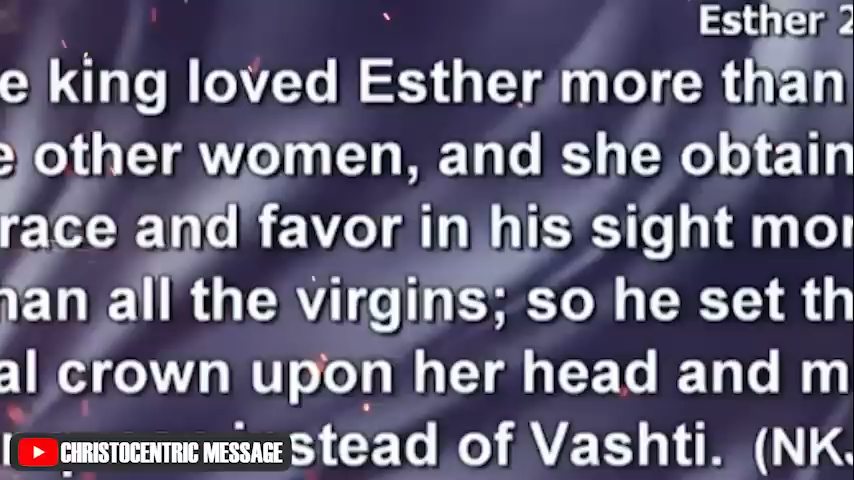 Esther 2
e king loved Esther more than
e other women, and she obtain
race and favor in his sight mor
han all the virgins; so he set th
al crown upon her head and m
stead of Vashti. (NKJ
CHRISTOCENTRIC MESSAGE